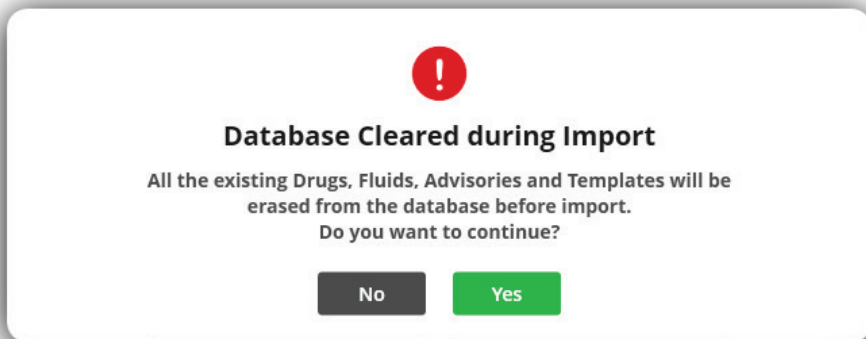 Database Cleared during Import
All the existing Drugs, Fluids, Advisories and Templates will be
erased from the database before import.
Do you want to continue?
No
Yes